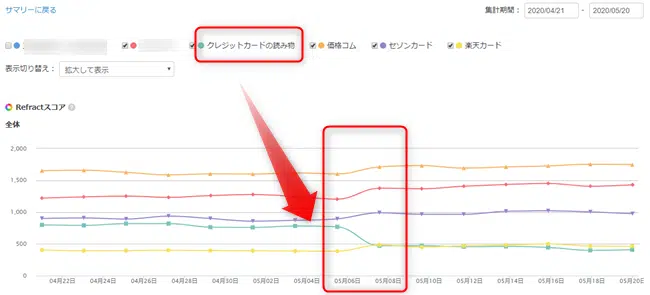 サマリーに戻る 集計期間： 2020/04/21 - 2020/05/20
クレジットカードの読み物 価格コム セゾンカード 楽天カード
表示切り替え： 拡大して表示
Refractスコア ?
全体
2,000
1,500
1,000
500
0
04月22日 04月24日 04月26日 04月28日 04月30日 05月02日 05月04日 05月06日 05月08日 05月10日 05月12日 05月14日 05月16日 05月18日 05月20日